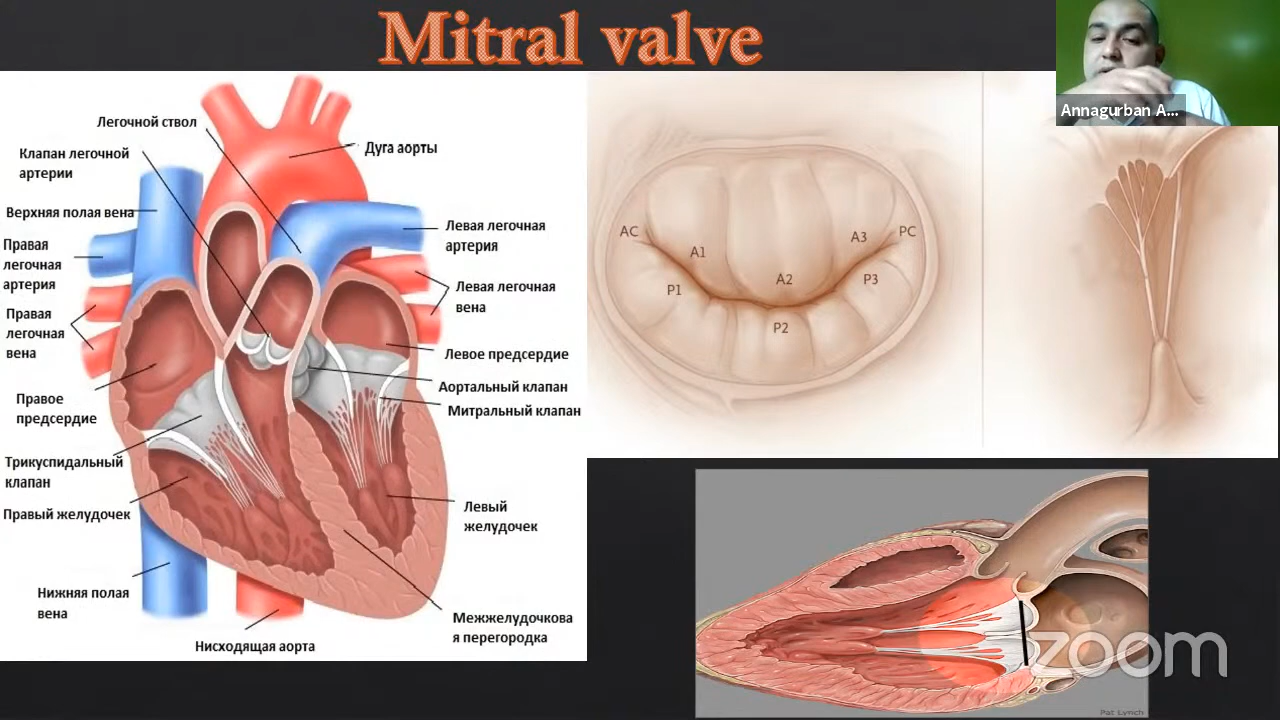 Mitral valve
Annagurban A...
Легочной ствол
Клапан легочной
артерии
Дуга аорты
Верхняя полая вена
Правая
легочная
артерия
Правая
легочная
вена
Левая легочная
артерия
Левая легочная
вена
Левое предсердие
Аортальный клапан
Митральный клапан
Правое
предсердие
Трикуспидальный
клапан
Правый желудочек
Левый
желудочек
Нижняя полая
вена
Межжелудочкова
я перегородка
Нисходящая аорта
AC
A1
A2
A3
PC
P1
P2
P3
zoom
Pat Lynch